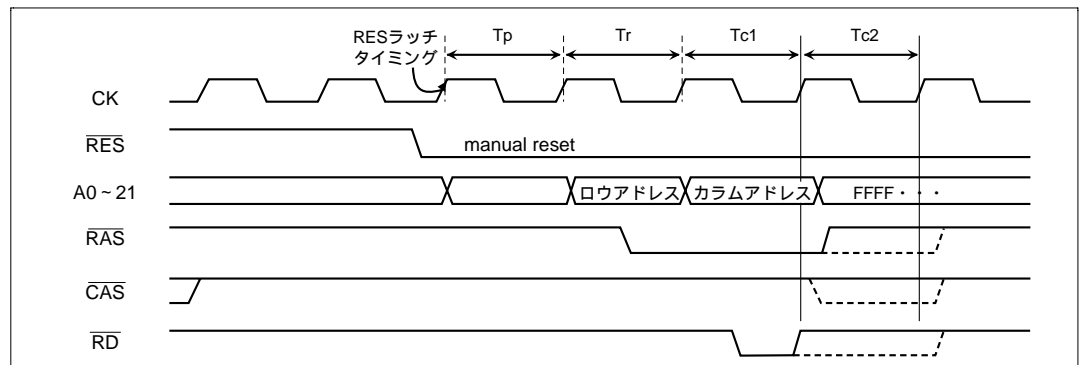 RESラッチ
タイミング
Tp
Tr
Tc1
Tc2
CK
RES
manual reset
A0~21
ロウアドレス
カラムアドレス
FFFF・・・
RAS
CAS
RD